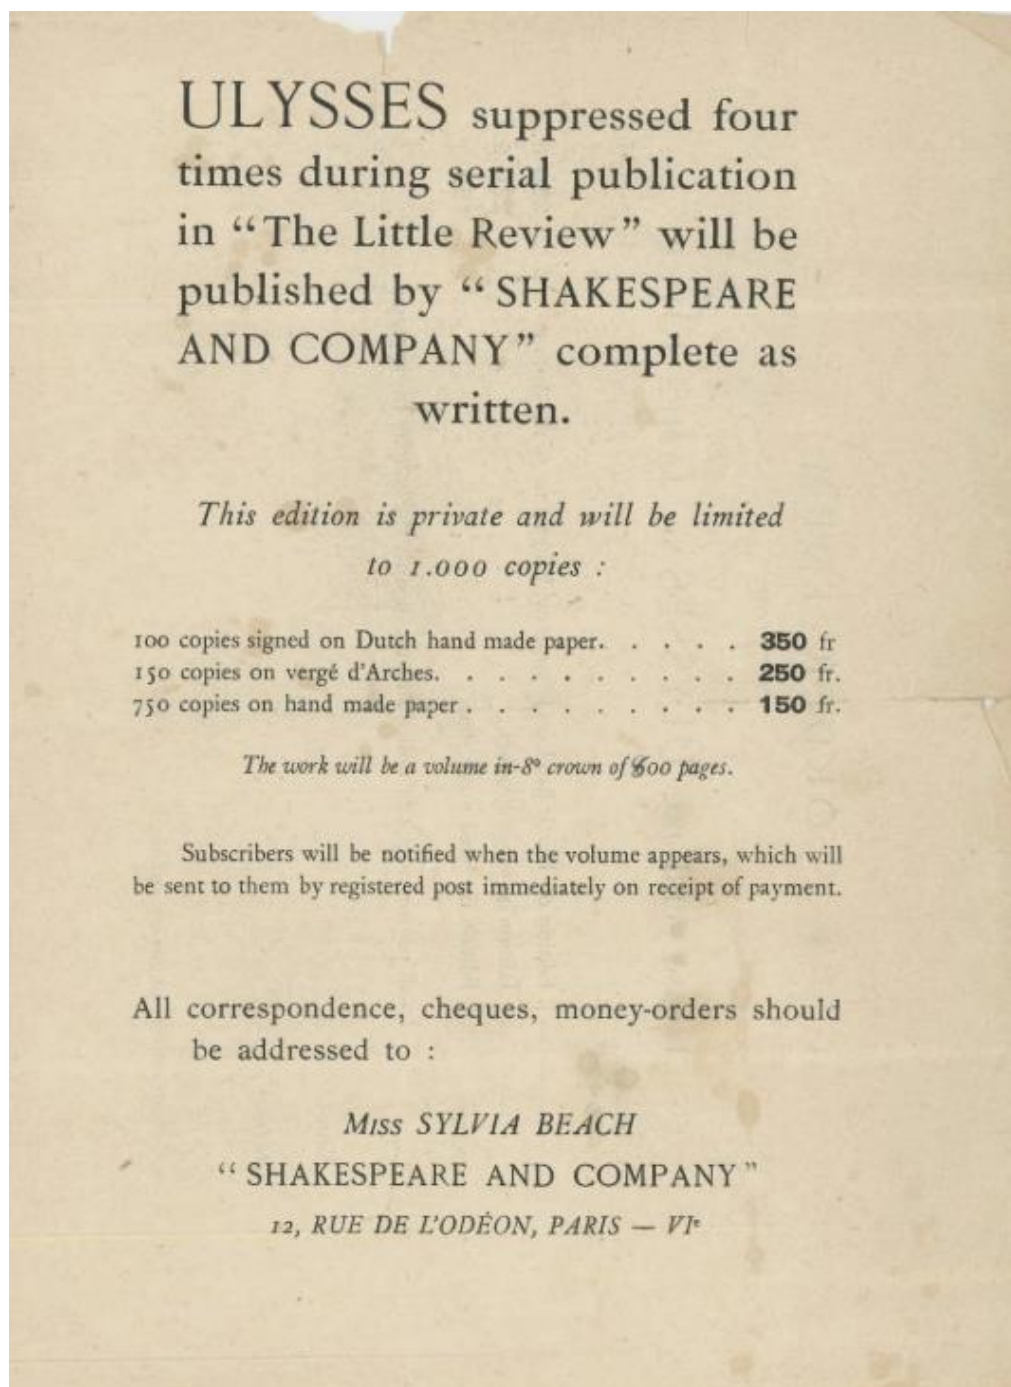 ULYSSES suppressed four
times during serial publication
in “The Little Review” will be
published by “SHAKESPEARE
AND COMPANY” complete as
written.
This edition is private and will be limited
to 1.000 copies :
100 copies signed on Dutch hand made paper. . . . . 350 fr
150 copies on vergé d'Arches. . . . . . . . . . 250 fr.
750 copies on hand made paper . . . . . . . . . 150 fr.
The work will be a volume in-8° crown of 600 pages.
Subscribers will be notified when the volume appears, which will
be sent to them by registered post immediately on receipt of payment.
All correspondence, cheques, money-orders should
be addressed to :
Miss SYLVIA BEACH
“SHAKESPEARE AND COMPANY”
12, RUE DE L'ODÉON, PARIS — VIe